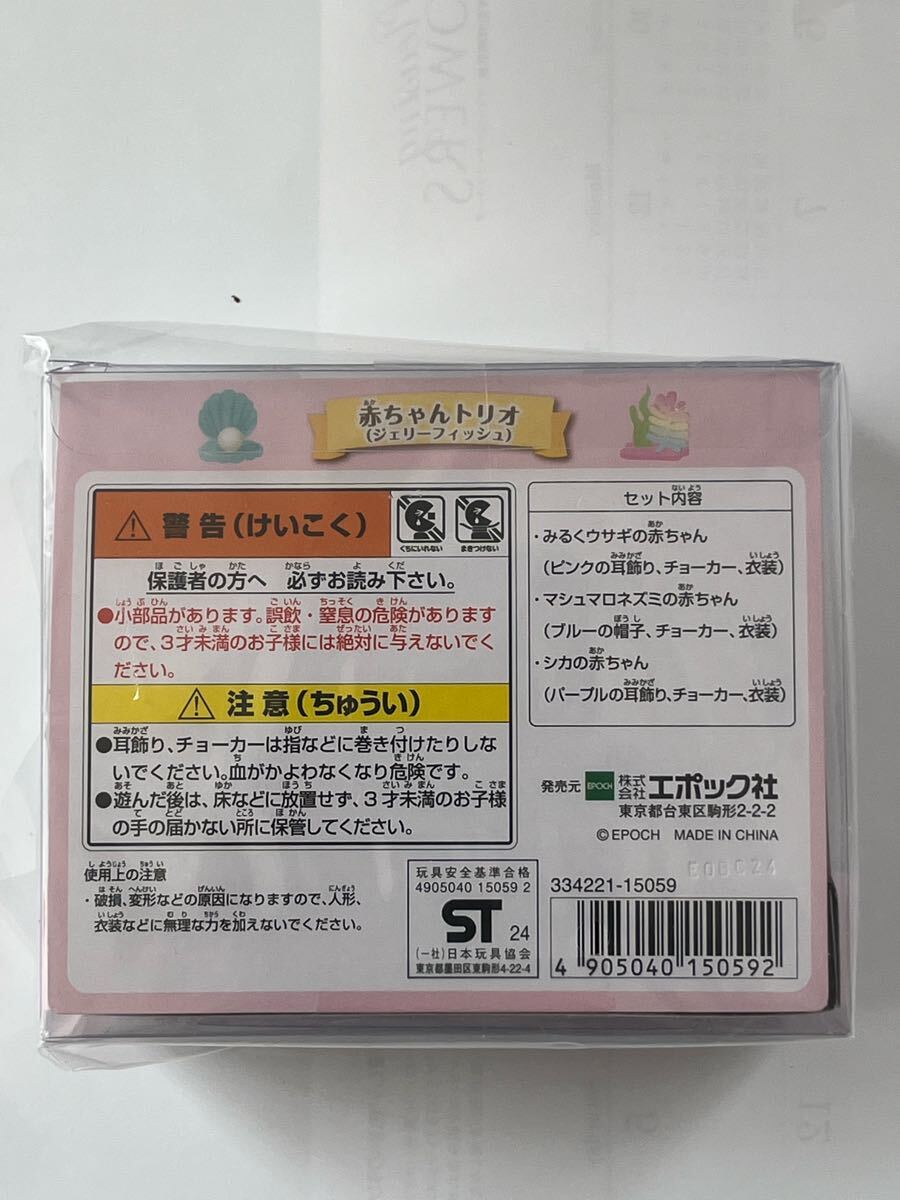 OWERS
赤ちゃんトリオ
(ジェリーフィッシュ)
⚠ 警告(けいこく)
くちにいれない
まきつけない
保護者の方へ 必ずお読み下さい。
●小部品があります。誤飲・窒息の危険があります
ので、3才未満のお子様には絶対に与えないでく
ださい。
⚠ 注意(ちゅうい)
●耳飾り、チョーカーは指などに巻き付けたりしな
いでください。血がかよわなくなり危険です。
●遊んだ後は、床などに放置せず、3才未満のお子様
の手の届かない所に保管してください。
使用上の注意
・破損、変形などの原因になりますので、人形、
衣装などに無理な力を加えないでください。
セット内容
・みるくウサギの赤ちゃん
(ピンクの耳飾り、チョーカー、衣装)
・マシュマロネズミの赤ちゃん
(ブルーの帽子、チョーカー、衣装)
・シカの赤ちゃん
(パープルの耳飾り、チョーカー、衣装)
発売元 EPOCH 株式会社 エポック社
東京都台東区駒形2-2-2
©EPOCH MADE IN CHINA
玩具安全基準合格
4905040 15059 2
ST 24
(一社)日本玩具協会
東京都墨田区東駒形4-22-4
334221-15059
4 905040 150592